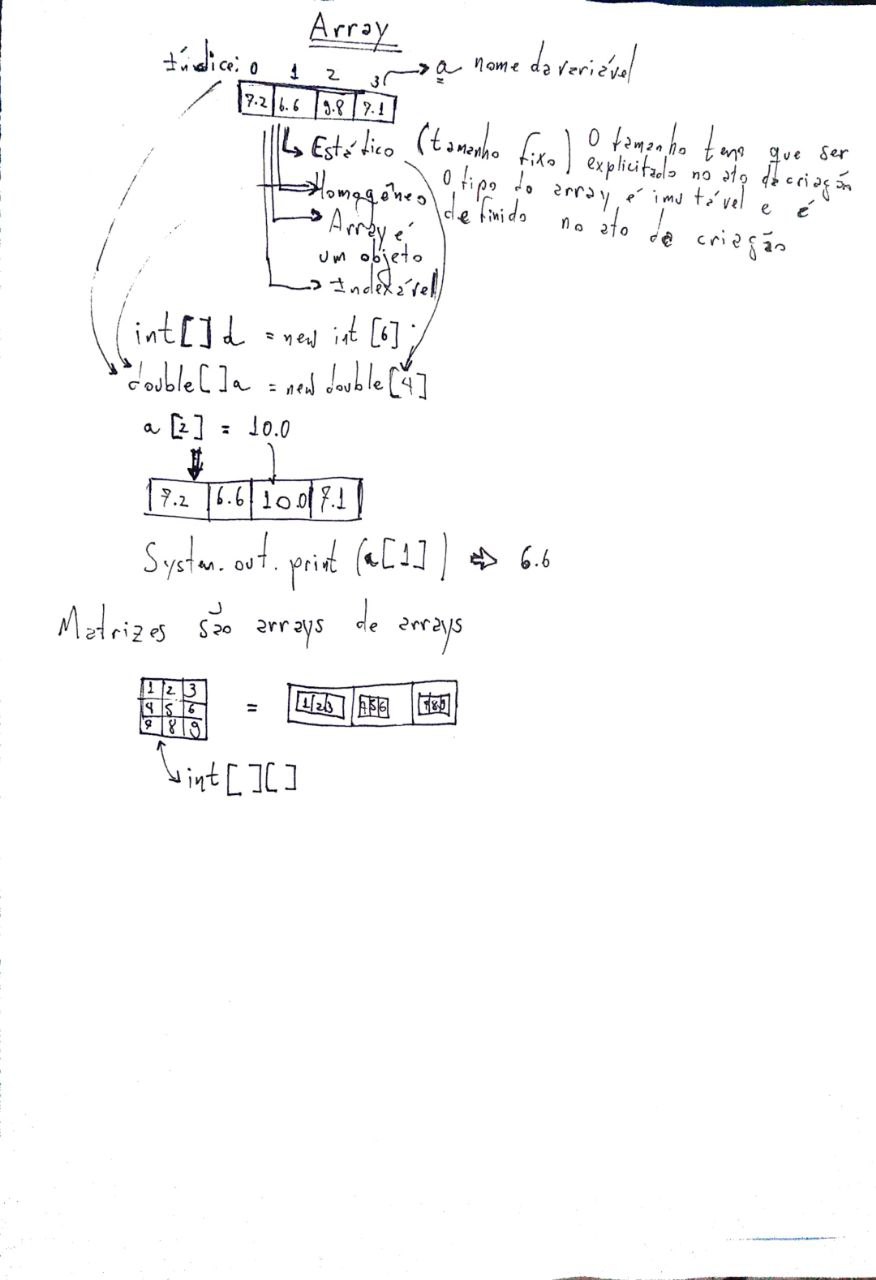 Array
Índice: 0 1 2 3 a nome da variável
7.2 6.6 9.8 7.1
Estático (tamanho fixo) O tamanho tem que ser
explicitado no ato de criação
Homogêneo O tipo do array é imutável e é
definido no ato de criação
Array é
um objeto
Indexável
int[] d = new int [6]
double[]a = new double[4]
a [2] = 10.0
7.2 6.6 10.0 7.1
System.out.print (a[1]) ⇒ 6.6
Matrizes são arrays de arrays
1 2 3
4 5 6 = 1 2 3 4 5 6 7 8 9
7 8 9
int[][]